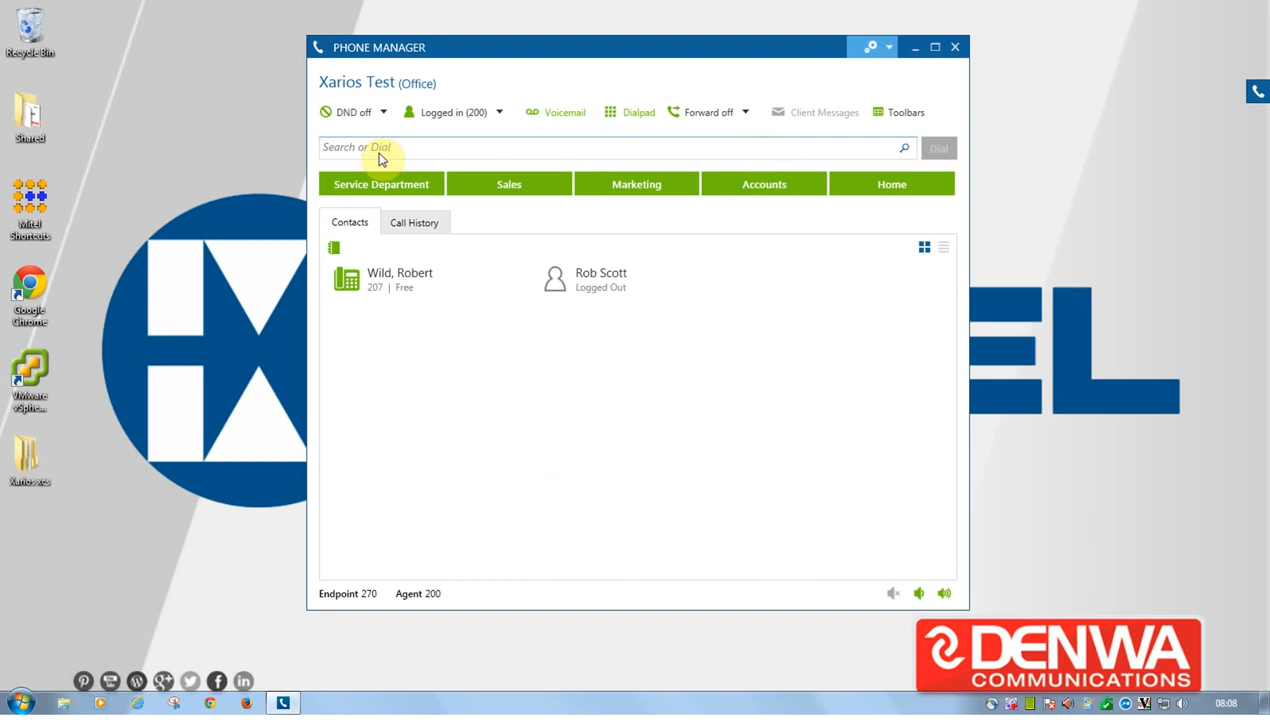 Recycle Bin
Shared
Mitel
Shortcuts
Google
Chrome
VMware
vSphe...
Xarios xcs
PHONE MANAGER
Xarios Test (Office)
DND off
Logged in (200)
Voicemail
Dialpad
Forward off
Client Messages
Toolbars
Search or Dial
Dial
Service Department
Sales
Marketing
Accounts
Home
Contacts
Call History
Wild, Robert
207 | Free
Rob Scott
Logged Out
Endpoint 270
Agent 200
EL
DENWA
COMMUNICATIONS
08:08